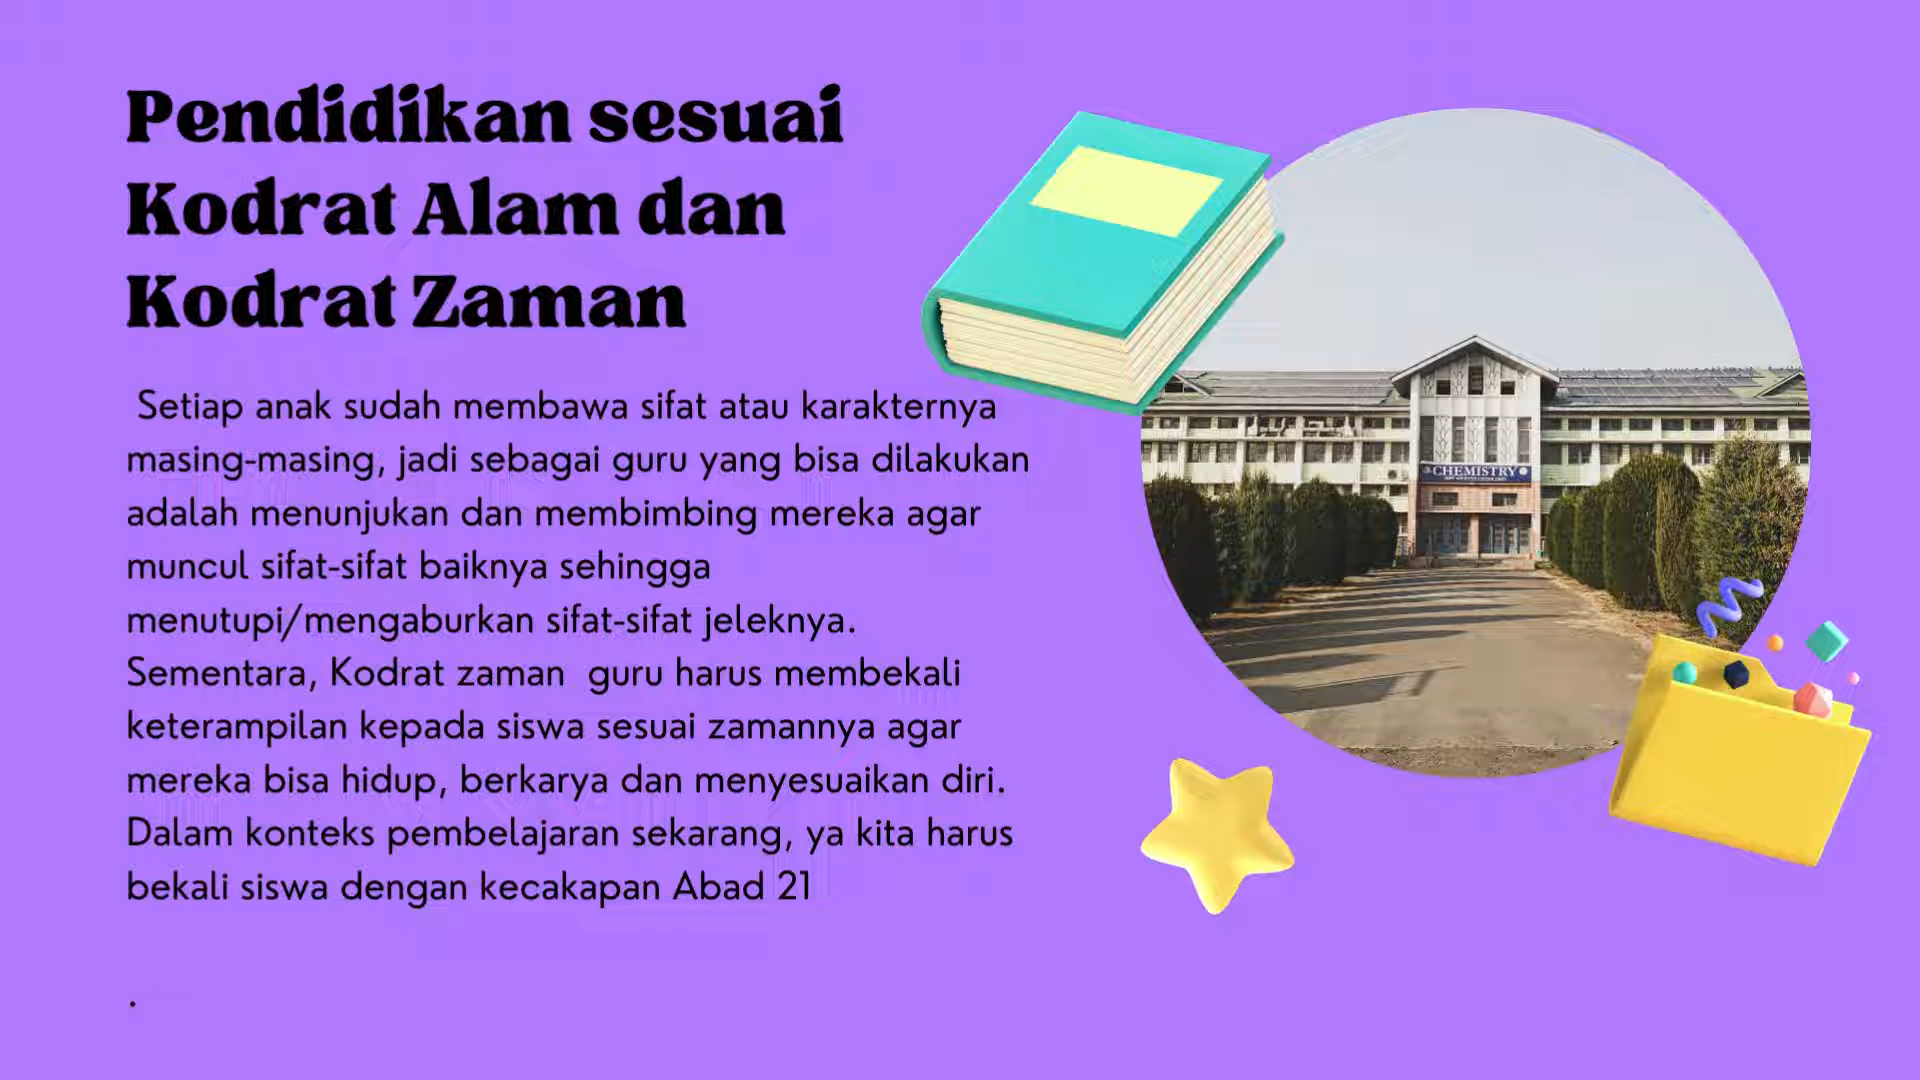 Pendidikan sesuai
Kodrat Alam dan
Kodrat Zaman
Setiap anak sudah membawa sifat atau karakternya
masing-masing, jadi sebagai guru yang bisa dilakukan
adalah menunjukan dan membimbing mereka agar
muncul sifat-sifat baiknya sehingga
menutupi/mengaburkan sifat-sifat jeleknya.
Sementara, Kodrat zaman  guru harus membekali
keterampilan kepada siswa sesuai zamannya agar
mereka bisa hidup, berkarya dan menyesuaikan diri.
Dalam konteks pembelajaran sekarang, ya kita harus
bekali siswa dengan kecakapan Abad 21
.
CHEMISTRY